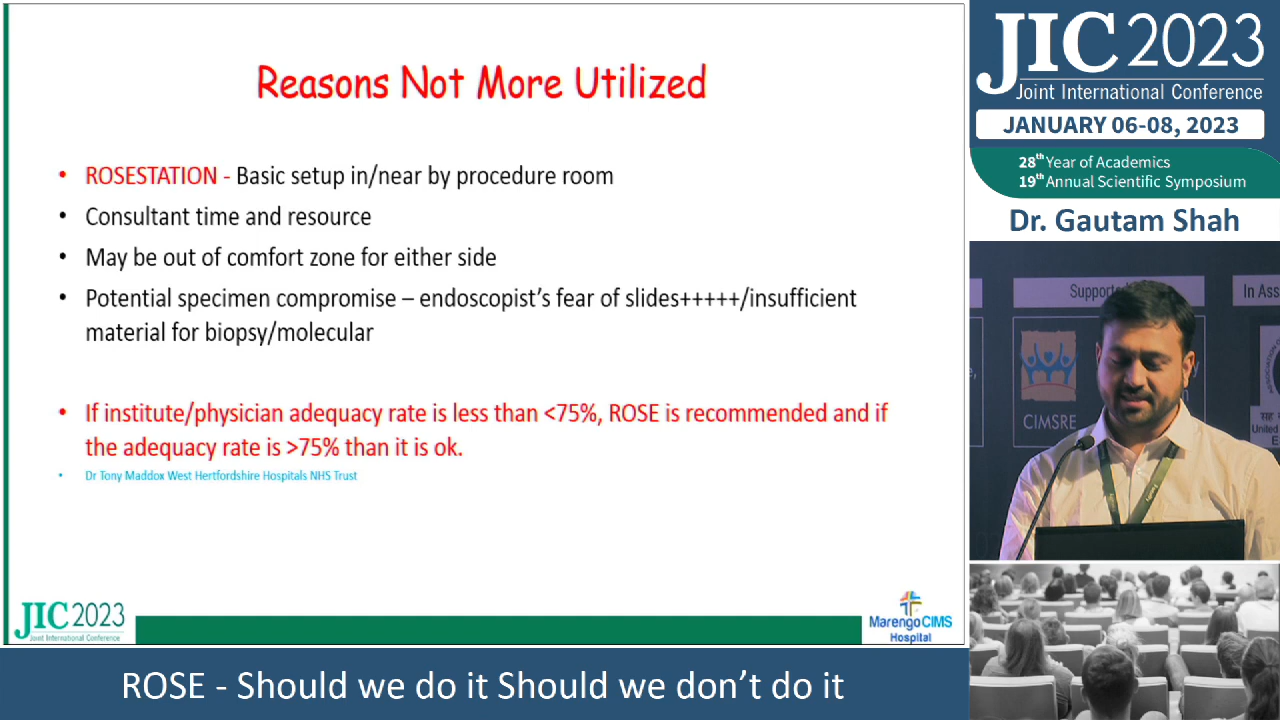 Reasons Not More Utilized
• ROSESTATION - Basic setup in/near by procedure room
• Consultant time and resource
• May be out of comfort zone for either side
• Potential specimen compromise – endoscopist's fear of slides+++++/insufficient
material for biopsy/molecular
• If institute/physician adequacy rate is less than <75%, ROSE is recommended and if
the adequacy rate is >75% than it is ok.
• Dr Tony Maddox West Hertfordshire Hospitals NHS Trust
JIC 2023
Joint International Conference
Marengo CIMS
Hospital
ROSE - Should we do it Should we don't do it
JIC 2023
Joint International Conference
JANUARY 06-08, 2023
28th Year of Academics
19th Annual Scientific Symposium
Dr. Gautam Shah
In Ass
CIMSRE
United